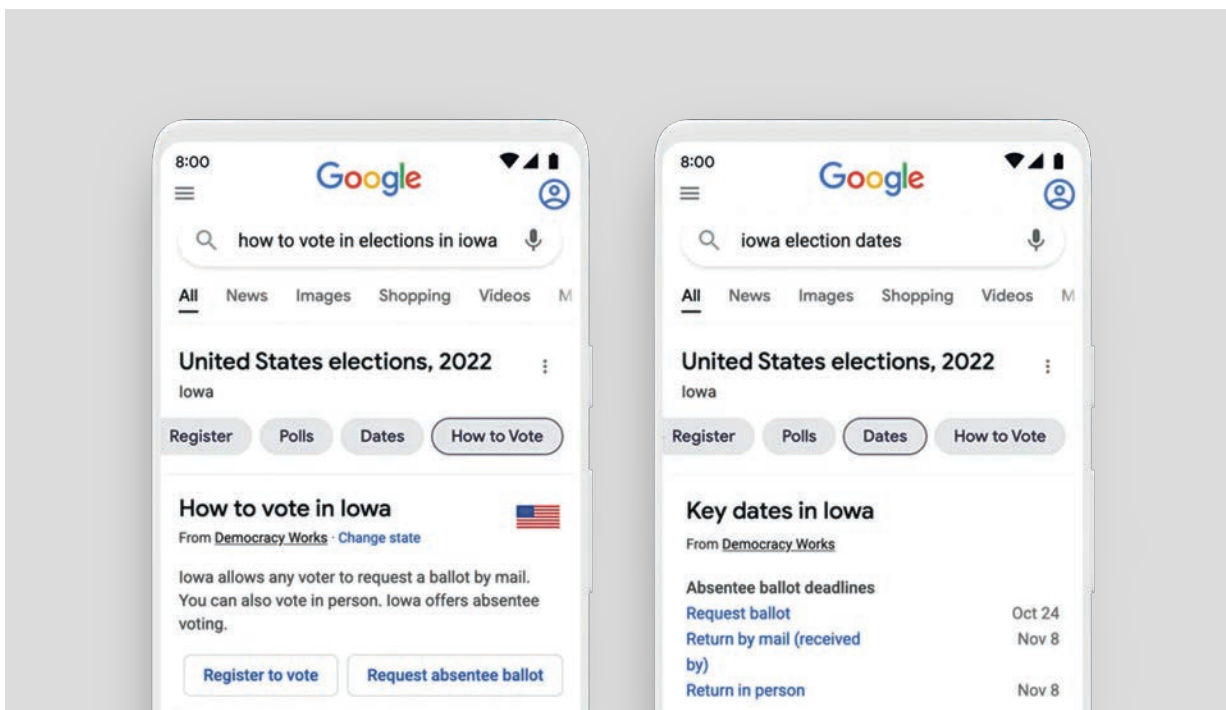 8:00
Google
how to vote in elections in iowa
All News Images Shopping Videos M
United States elections, 2022
Iowa
Register Polls Dates How to Vote
How to vote in Iowa
From Democracy Works · Change state
Iowa allows any voter to request a ballot by mail.
You can also vote in person. Iowa offers absentee
voting.
Register to vote Request absentee ballot
8:00
Google
iowa election dates
All News Images Shopping Videos M
United States elections, 2022
Iowa
Register Polls Dates How to Vote
Key dates in Iowa
From Democracy Works
Absentee ballot deadlines
Request ballot Oct 24
Return by mail (received Nov 8
by)
Return in person Nov 8